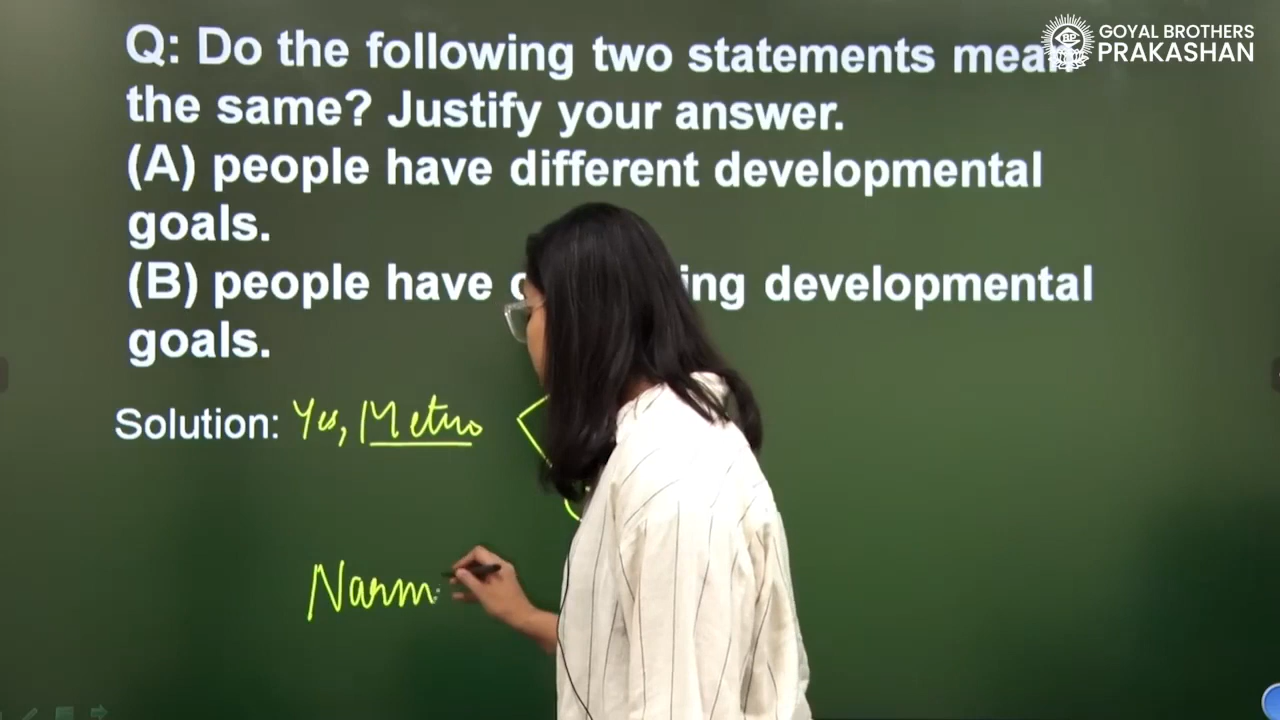 Q: Do the following two statements mean
the same? Justify your answer.
(A) people have different developmental
goals.
(B) people have ing developmental
goals.
Solution: Yes, Metro
Narm
GOYAL BROTHERS
PRAKASHAN